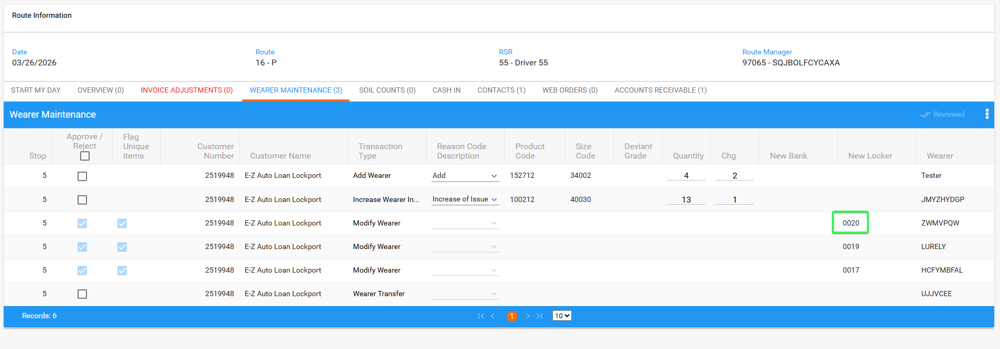 Route Information
Date Route RSR Route Manager
03/26/2026 16 - P 55 - Driver 55 97065 - SQJBOLFCYCAXA
START MY DAY OVERVIEW (0) INVOICE ADJUSTMENTS (0) WEARER MAINTENANCE (3) SOIL COUNTS (0) CASH IN CONTACTS (1) WEB ORDERS (0) ACCOUNTS RECEIVABLE (1)
Wearer Maintenance Reviewed
Stop Approve / Reject Flag Unique items Customer Number Customer Name Transaction Type Reason Code Description Product Code Size Code Deviant Grade Quantity Chg New Bank New Locker Wearer
5 2519948 E-Z Auto Loan Lockport Add Wearer Add 152712 34002 4 2 Tester
5 2519948 E-Z Auto Loan Lockport Increase Wearer In... Increase of Issue 100212 40030 13 1 JMYZHYDGP
5 2519948 E-Z Auto Loan Lockport Modify Wearer 0020 ZWMVPQW
5 2519948 E-Z Auto Loan Lockport Modify Wearer 0019 LURELY
5 2519948 E-Z Auto Loan Lockport Modify Wearer 0017 HCFYMBFAL
5 2519948 E-Z Auto Loan Lockport Wearer Transfer UJJVCEE
Records: 6 1 10